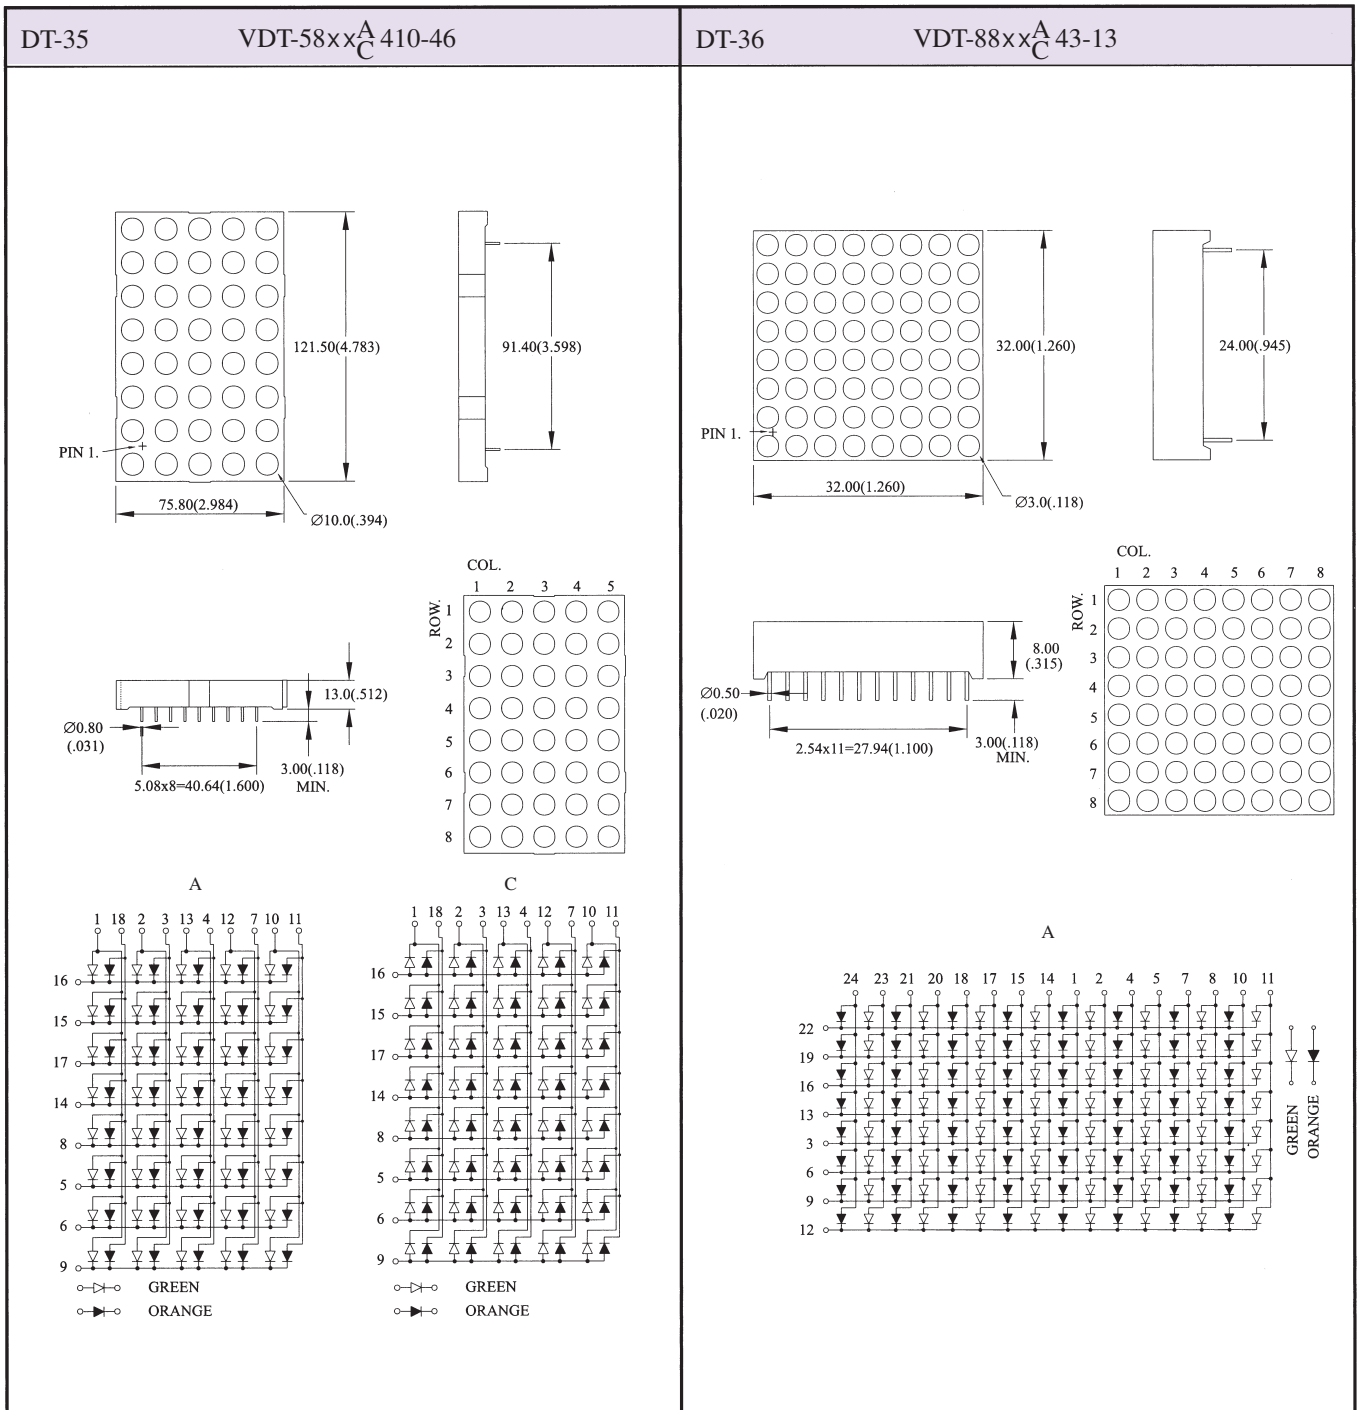 DT-35 VDT-58xxA/C 410-46
121.50(4.783)
91.40(3.598)
PIN 1.
75.80(2.984)
Ø10.0(.394)
COL.
1 2 3 4 5
ROW.
1
2
3
4
5
6
7
8
13.0(.512)
Ø0.80
(.031)
3.00(.118)
MIN.
5.08x8=40.64(1.600)
A
1 18 2 3 13 4 12 7 10 11
16
15
17
14
8
5
6
9
GREEN
ORANGE
C
1 18 2 3 13 4 12 7 10 11
16
15
17
14
8
5
6
9
GREEN
ORANGE
DT-36 VDT-88xxA/C 43-13
32.00(1.260)
24.00(.945)
PIN 1.
32.00(1.260)
Ø3.0(.118)
COL.
1 2 3 4 5 6 7 8
ROW.
1
2
3
4
5
6
7
8
8.00
(.315)
Ø0.50
(.020)
3.00(.118)
MIN.
2.54x11=27.94(1.100)
A
24 23 21 20 18 17 15 14 1 2 4 5 7 8 10 11
22
19
16
13
3
6
9
12
GREEN
ORANGE